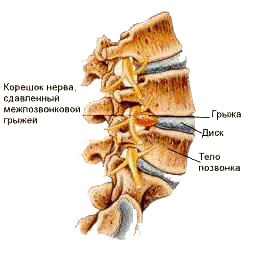 Корешок нерва,
сдавленный
межпозвонковой
грыжей
Грыжа
Диск
Тело
позвонка